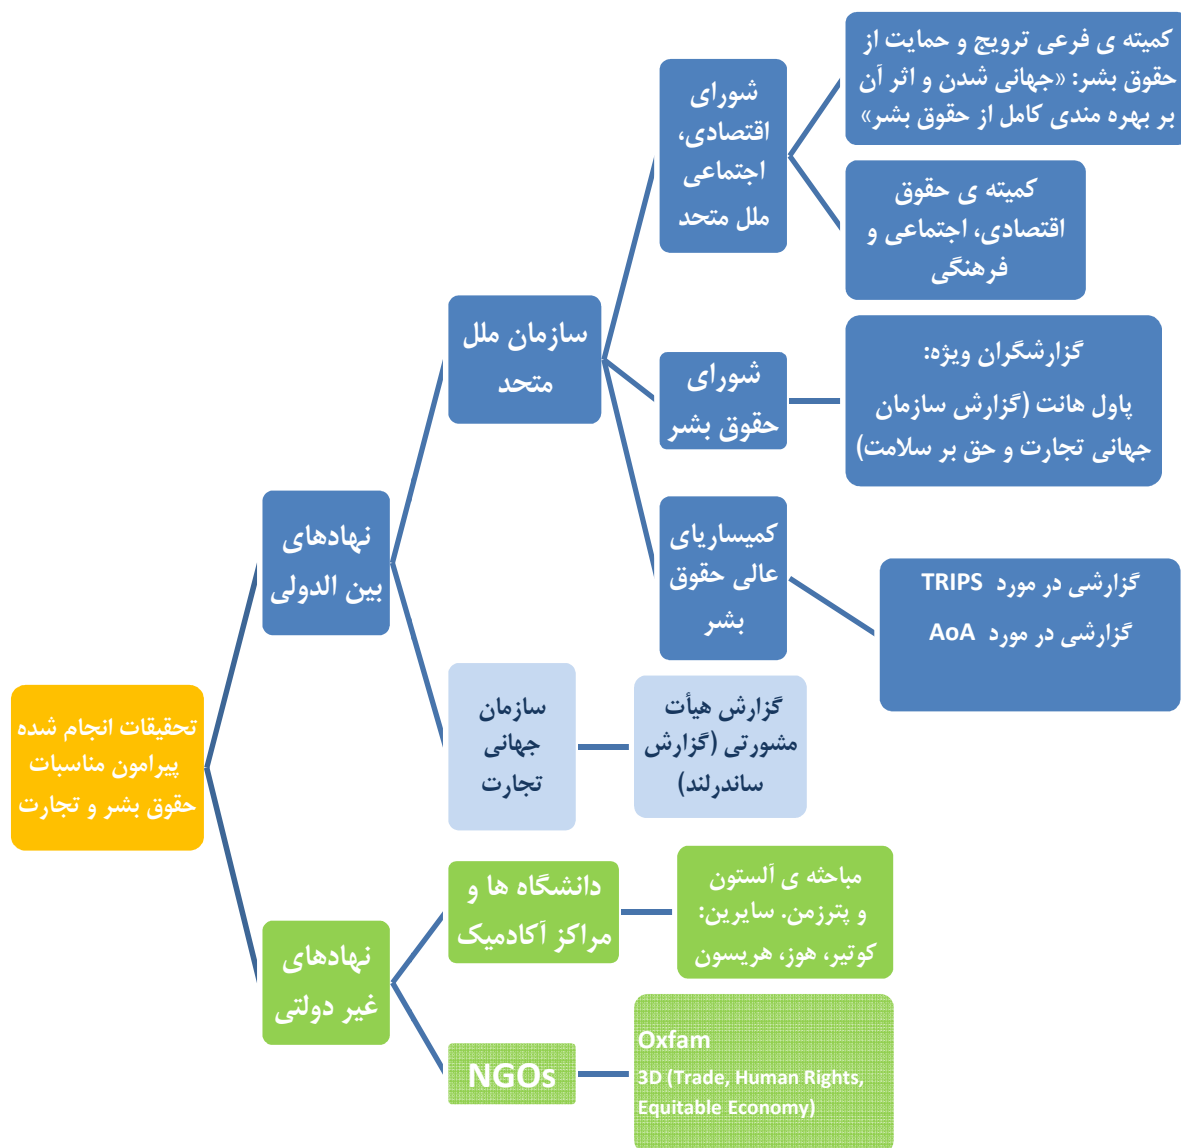 تحقیقات انجام شده
پیرامون مناسبات
حقوق بشر و تجارت
نهادهای
بین الدولی
سازمان ملل
متحد
شورای
اقتصادی،
اجتماعی
ملل متحد
کمیته ی فرعی ترویج و حمایت از
حقوق بشر: «جهانی شدن و اثر آن
بر بهره مندی کامل از حقوق بشر»
کمیته ی حقوق
اقتصادی، اجتماعی و
فرهنگی
شورای
حقوق بشر
گزارشگران ویژه:
پاول هانت (گزارش سازمان
جهانی تجارت و حق بر سلامت)
کمیساریای
عالی حقوق
بشر
گزارشی در مورد TRIPS
گزارشی در مورد AoA
سازمان
جهانی
تجارت
گزارش هیأت
مشورتی (گزارش
ساندرلند)
نهادهای
غیر دولتی
دانشگاه ها و
مراکز آکادمیک
مباحثه ی آلستون
و پترزمن. سایرین:
کوتیر، هوز، هریسون
NGOs
Oxfam
3D (Trade, Human Rights,
Equitable Economy)